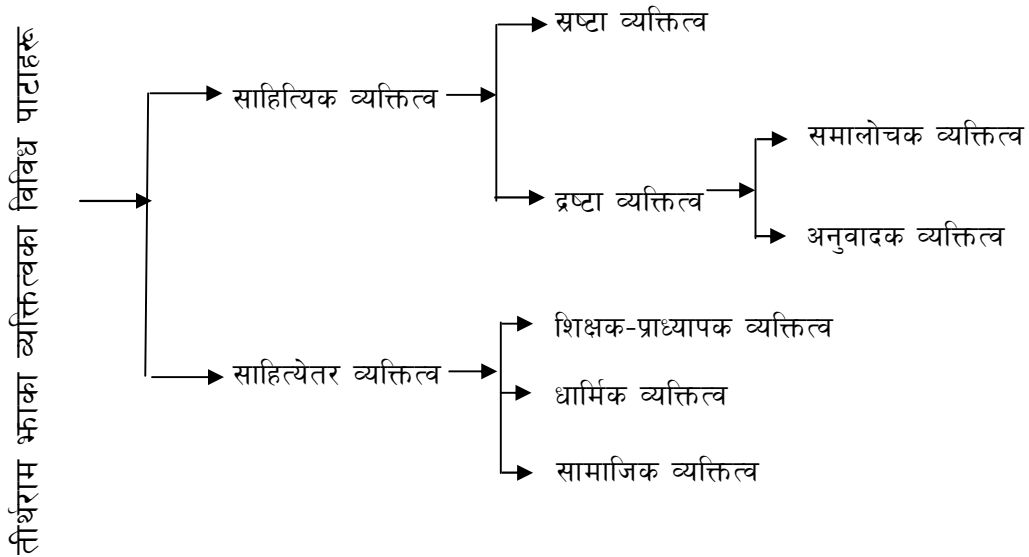 तीर्थराम झाका व्यक्तित्वका विविध पाटाहरू
स्रष्टा व्यक्तित्व
साहित्यिक व्यक्तित्व
समालोचक व्यक्तित्व
द्रष्टा व्यक्तित्व
अनुवादक व्यक्तित्व
शिक्षक-प्राध्यापक व्यक्तित्व
साहित्येतर व्यक्तित्व
धार्मिक व्यक्तित्व
सामाजिक व्यक्तित्व